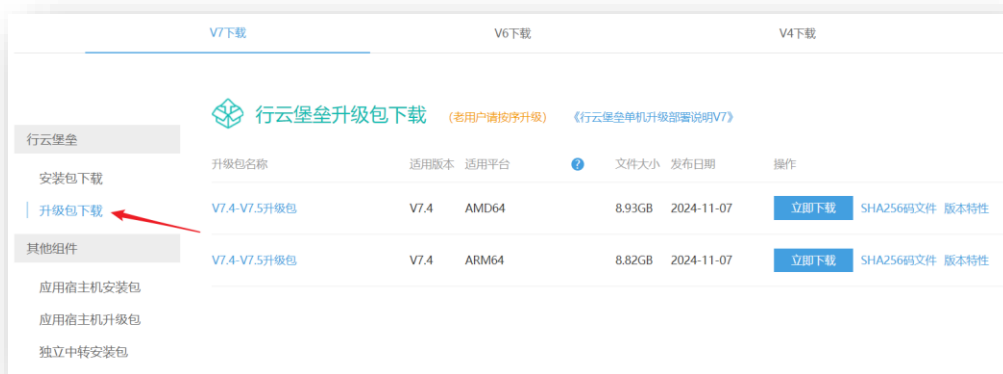 V7下载 V6下载 V4下载
行云堡垒升级包下载 (老用户请按序升级) 《行云堡垒单机升级部署说明V7》
行云堡垒
安装包下载
升级包下载
其他组件
应用宿主机安装包
应用宿主机升级包
独立中转安装包
升级包名称 适用版本 适用平台 ? 文件大小 发布日期 操作
V7.4-V7.5升级包 V7.4 AMD64 8.93GB 2024-11-07 立即下载 SHA256码文件 版本特性
V7.4-V7.5升级包 V7.4 ARM64 8.82GB 2024-11-07 立即下载 SHA256码文件 版本特性